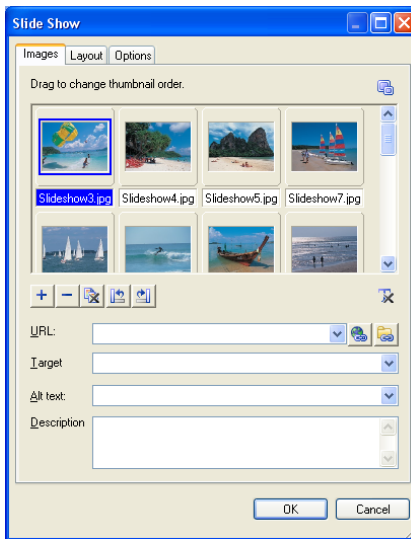 Slide Show
Images Layout Options
Drag to change thumbnail order.
Slideshow3.jpg Slideshow4.jpg Slideshow5.jpg Slideshow7.jpg
URL:
Target
Alt text:
Description
OK Cancel